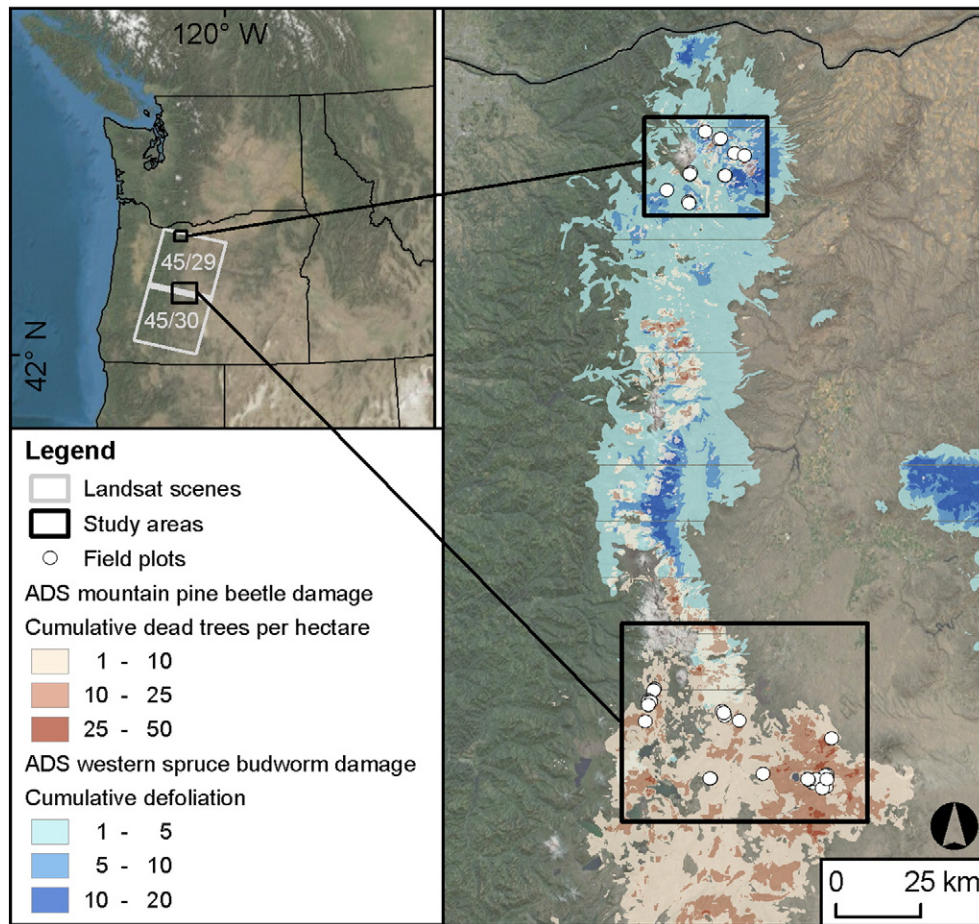 120° W
45/29
45/30
42° N
Legend
Landsat scenes
Study areas
Field plots
ADS mountain pine beetle damage
Cumulative dead trees per hectare
1 - 10
10 - 25
25 - 50
ADS western spruce budworm damage
Cumulative defoliation
1 - 5
5 - 10
10 - 20
0 25 km